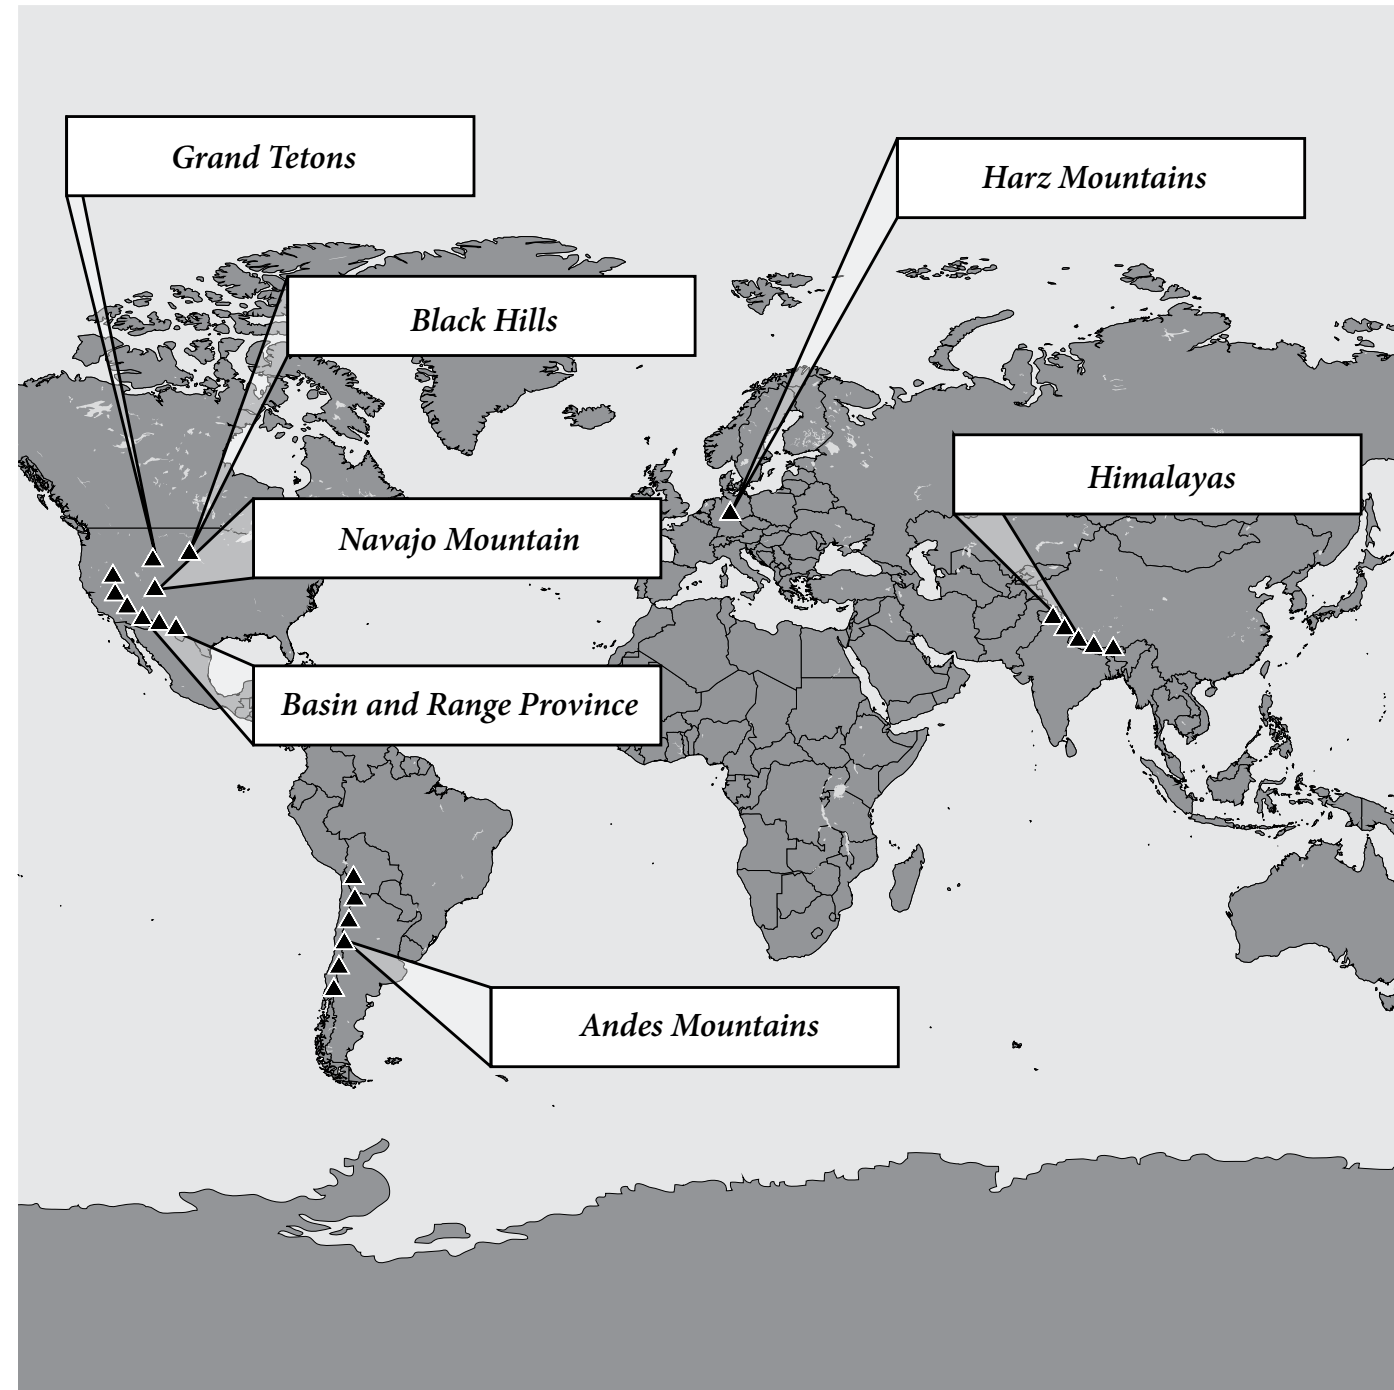 Grand Tetons
Harz Mountains
Black Hills
Himalayas
Navajo Mountain
Basin and Range Province
Andes Mountains